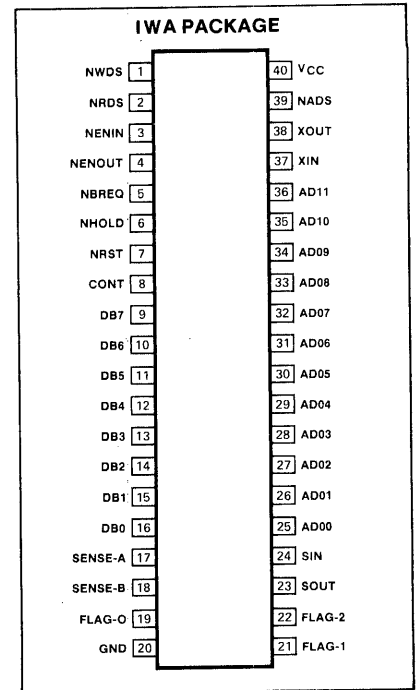 IWA PACKAGE
NWDS 1 40 VCC
NRDS 2 39 NADS
NENIN 3 38 XOUT
NENOUT 4 37 XIN
NBREQ 5 36 AD11
NHOLD 6 35 AD10
NRST 7 34 AD09
CONT 8 33 AD08
DB7 9 32 AD07
DB6 10 31 AD06
DB5 11 30 AD05
DB4 12 29 AD04
DB3 13 28 AD03
DB2 14 27 AD02
DB1 15 26 AD01
DB0 16 25 AD00
SENSE-A 17 24 SIN
SENSE-B 18 23 SOUT
FLAG-O 19 22 FLAG-2
GND 20 21 FLAG-1